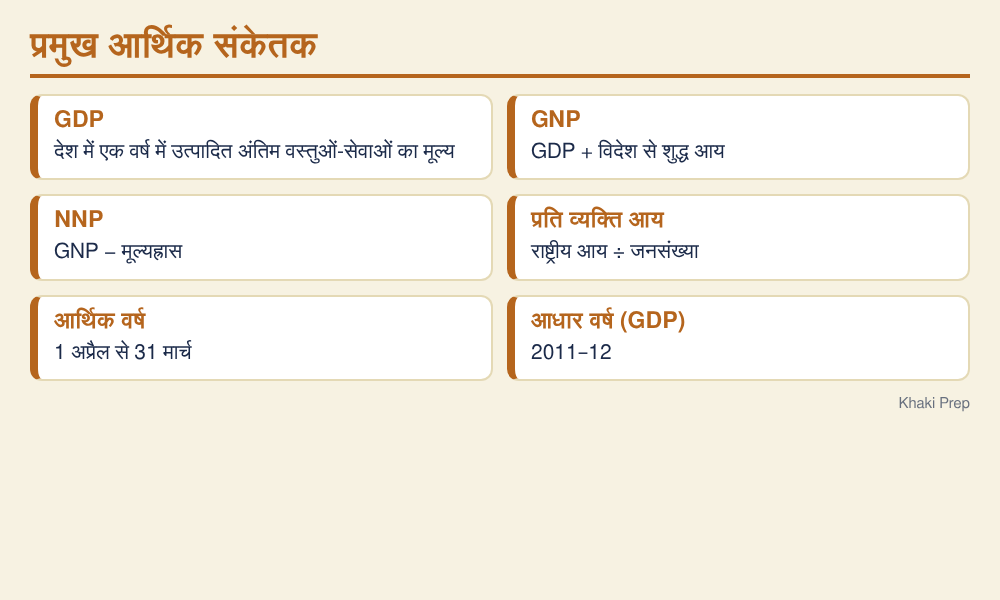 प्रमुख आर्थिक संकेतक
GDP
देश में एक वर्ष में उत्पादित अंतिम वस्तुओं-सेवाओं का मूल्य
GNP
GDP + विदेश से शुद्ध आय
NNP
GNP – मूल्यह्रास
प्रति व्यक्ति आय
राष्ट्रीय आय ÷ जनसंख्या
आर्थिक वर्ष
1 अप्रैल से 31 मार्च
आधार वर्ष (GDP)
2011–12
Khaki Prep